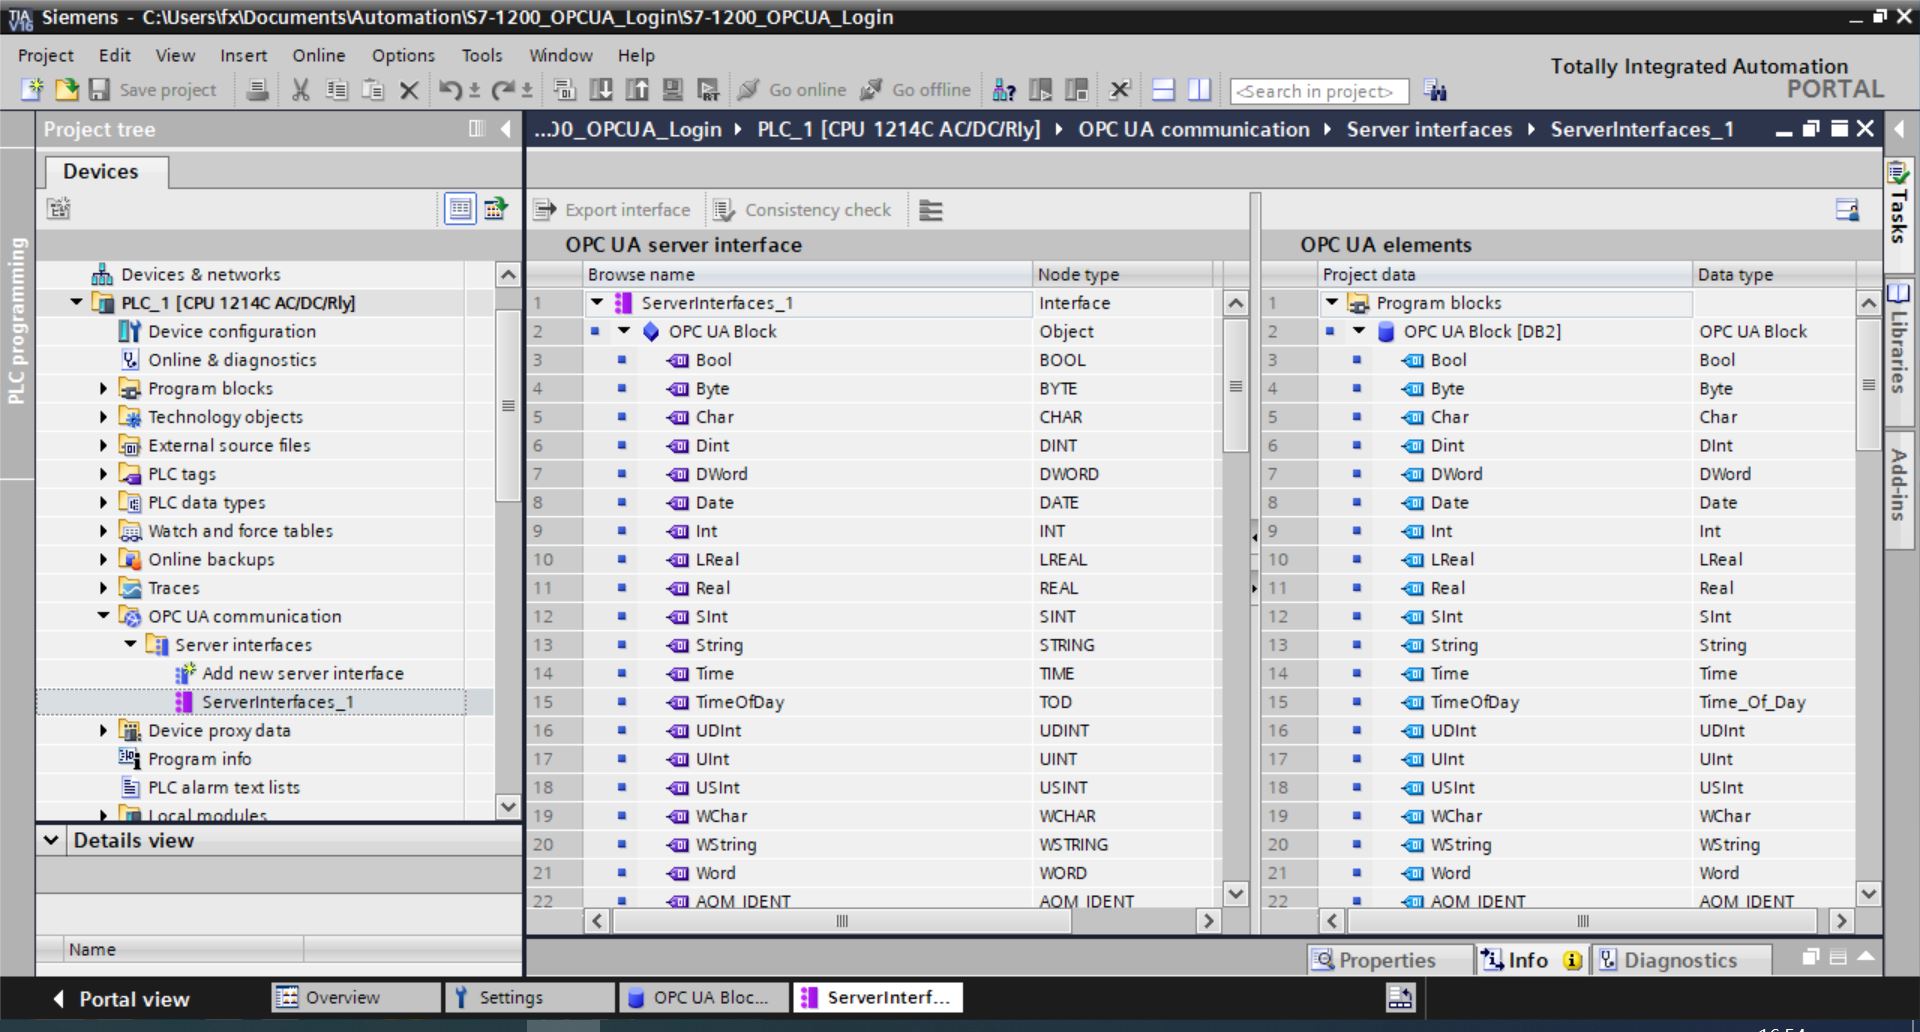 TIA V16 Siemens - C:\Users\fx\Documents\Automation\S7-1200_OPCUA_Login\S7-1200_OPCUA_Login
Project Edit View Insert Online Options Tools Window Help
Totally Integrated Automation
PORTAL
Save project Go online Go offline <Search in project>
Project tree
...00_OPCUA_Login PLC_1 [CPU 1214C AC/DC/Rly] OPC UA communication Server interfaces ServerInterfaces_1
Devices
PLC programming
Devices & networks
PLC_1 [CPU 1214C AC/DC/Rly]
Device configuration
Online & diagnostics
Program blocks
Technology objects
External source files
PLC tags
PLC data types
Watch and force tables
Online backups
Traces
OPC UA communication
Server interfaces
Add new server interface
ServerInterfaces_1
Device proxy data
Program info
PLC alarm text lists
Local modules
Details view
Name
Export interface Consistency check
OPC UA server interface
Browse name Node type
1 ServerInterfaces_1 Interface
2 OPC UA Block Object
3 Bool BOOL
4 Byte BYTE
5 Char CHAR
6 Dint DINT
7 DWord DWORD
8 Date DATE
9 Int INT
10 LReal LREAL
11 Real REAL
12 SInt SINT
13 String STRING
14 Time TIME
15 TimeOfDay TOD
16 UDInt UDINT
17 UInt UINT
18 USInt USINT
19 WChar WCHAR
20 WString WSTRING
21 Word WORD
22 AOM_IDENT AOM_IDENT
OPC UA elements
Project data Data type
1 Program blocks
2 OPC UA Block [DB2] OPC UA Block
3 Bool Bool
4 Byte Byte
5 Char Char
6 Dint DInt
7 DWord DWord
8 Date Date
9 Int Int
10 LReal LReal
11 Real Real
12 SInt SInt
13 String String
14 Time Time
15 TimeOfDay Time_Of_Day
16 UDInt UDInt
17 UInt UInt
18 USInt USInt
19 WChar WChar
20 WString WString
21 Word Word
22 AOM_IDENT AOM_IDENT
Tasks
Libraries
Add-ins
Properties Info Diagnostics
Portal view Overview Settings OPC UA Bloc... ServerInterf...